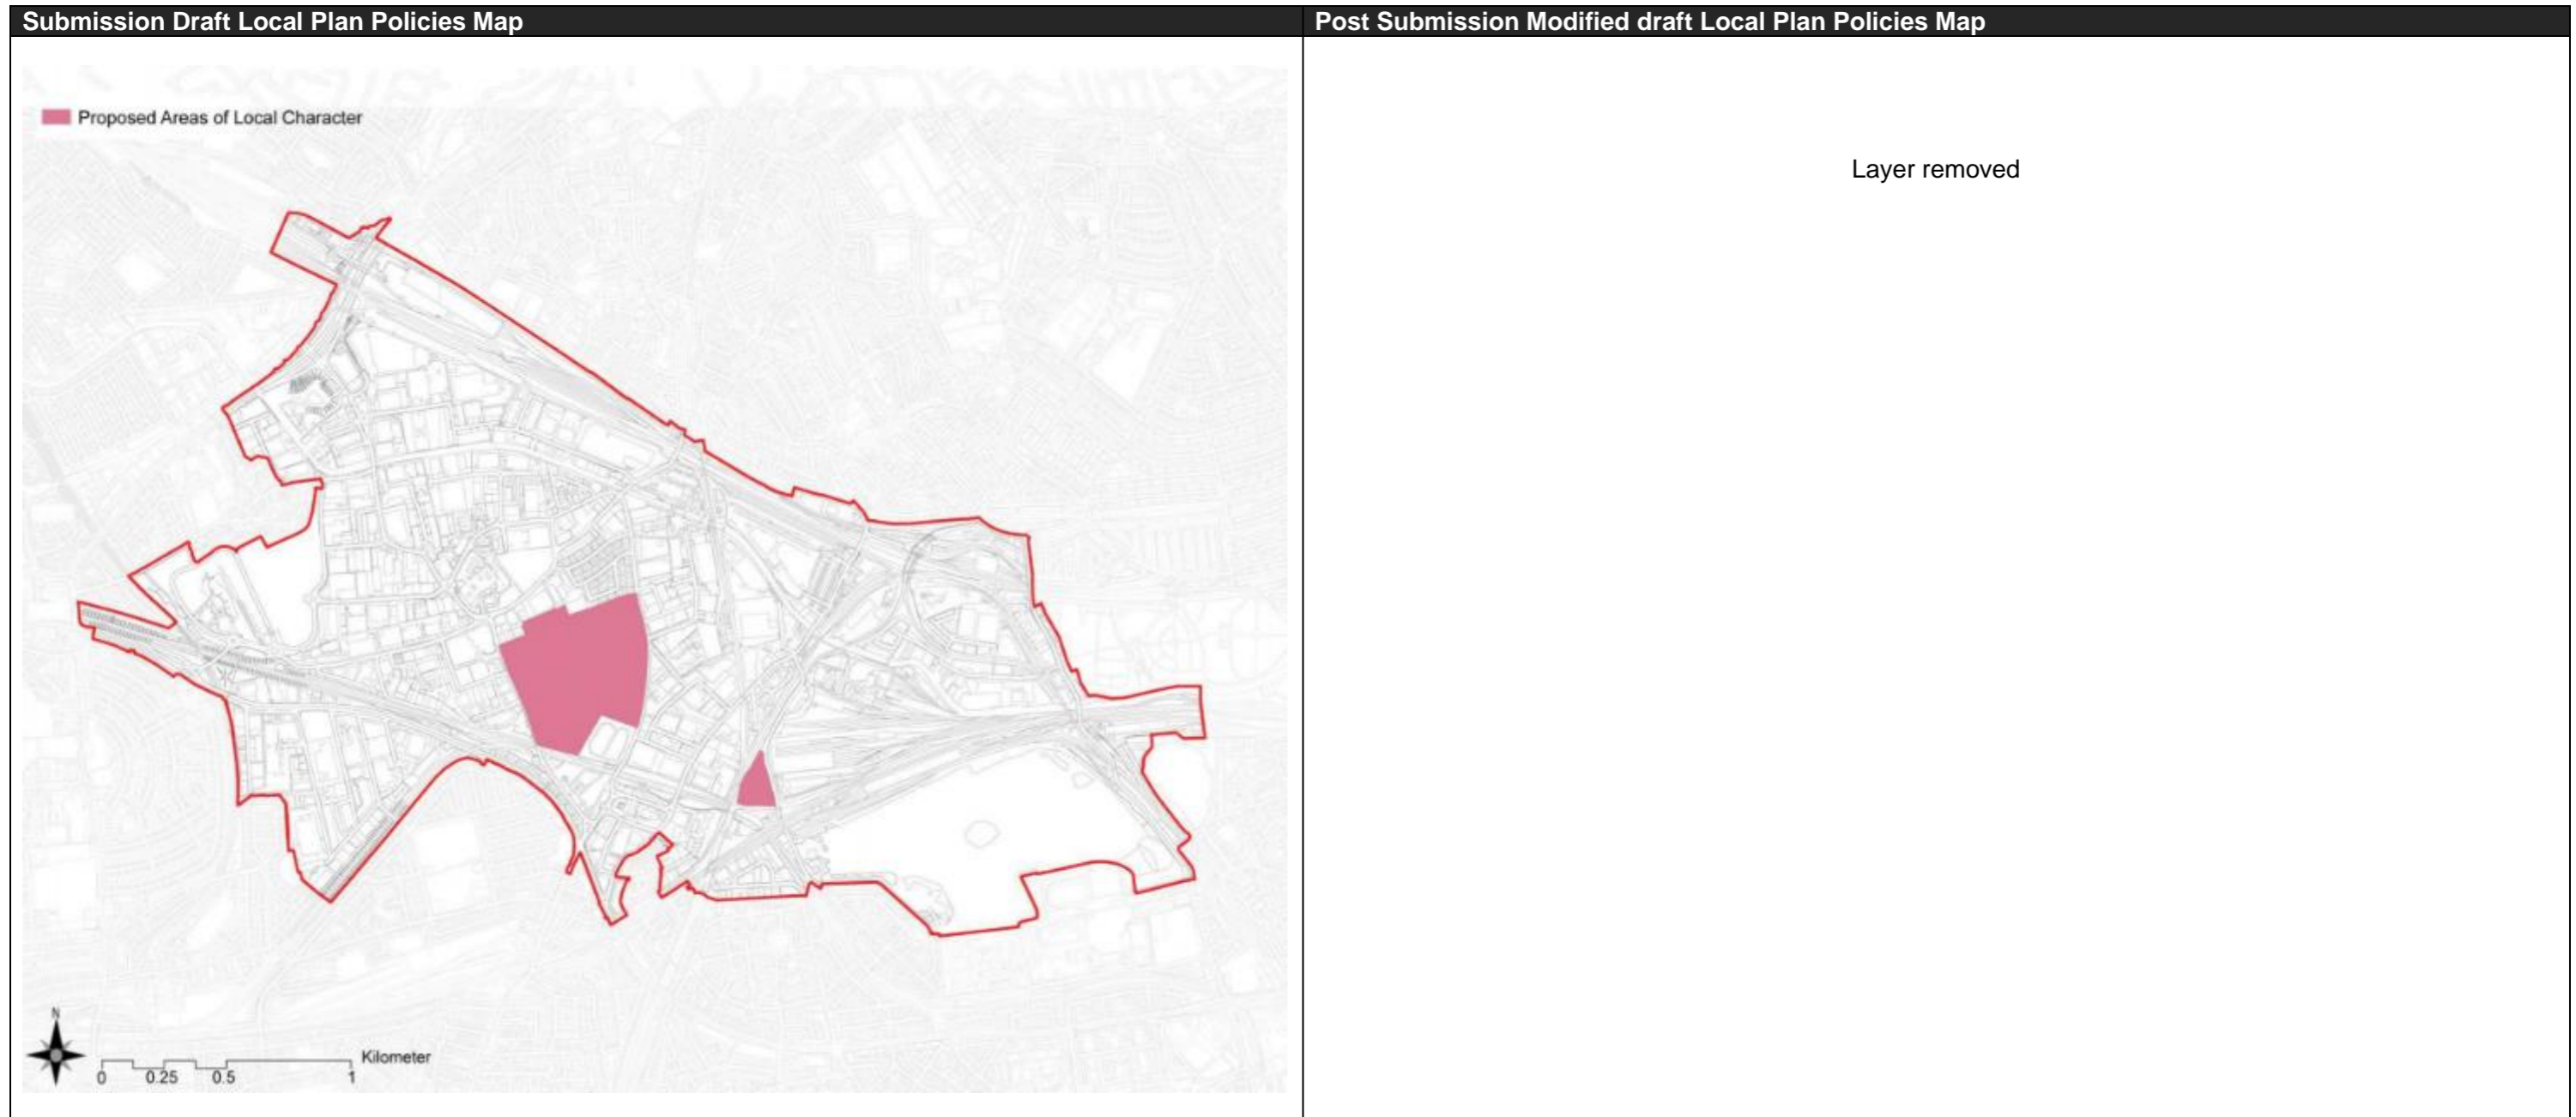 Submission Draft Local Plan Policies Map
Post Submission Modified draft Local Plan Policies Map
Proposed Areas of Local Character
Layer removed
N
Kilometer
0 0.25 0.5 1